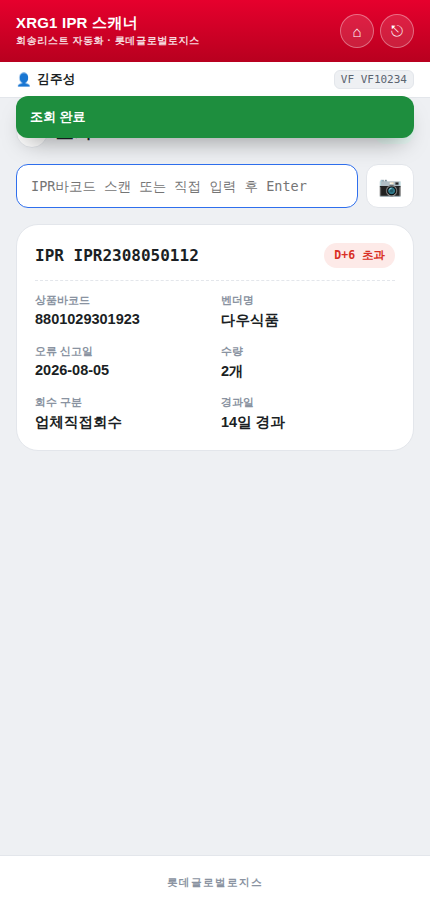 XRG1 IPR 스캐너
회송리스트 자동화 · 롯데글로벌로지스
김주성
VF VF10234
조회 완료
IPR바코드 스캔 또는 직접 입력 후 Enter
IPR IPR2308050112
D+6 초과
상품바코드
8801029301923
벤더명
다우식품
오류 신고일
2026-08-05
수량
2개
회수 구분
업체직접회수
경과일
14일 경과
롯데글로벌로지스